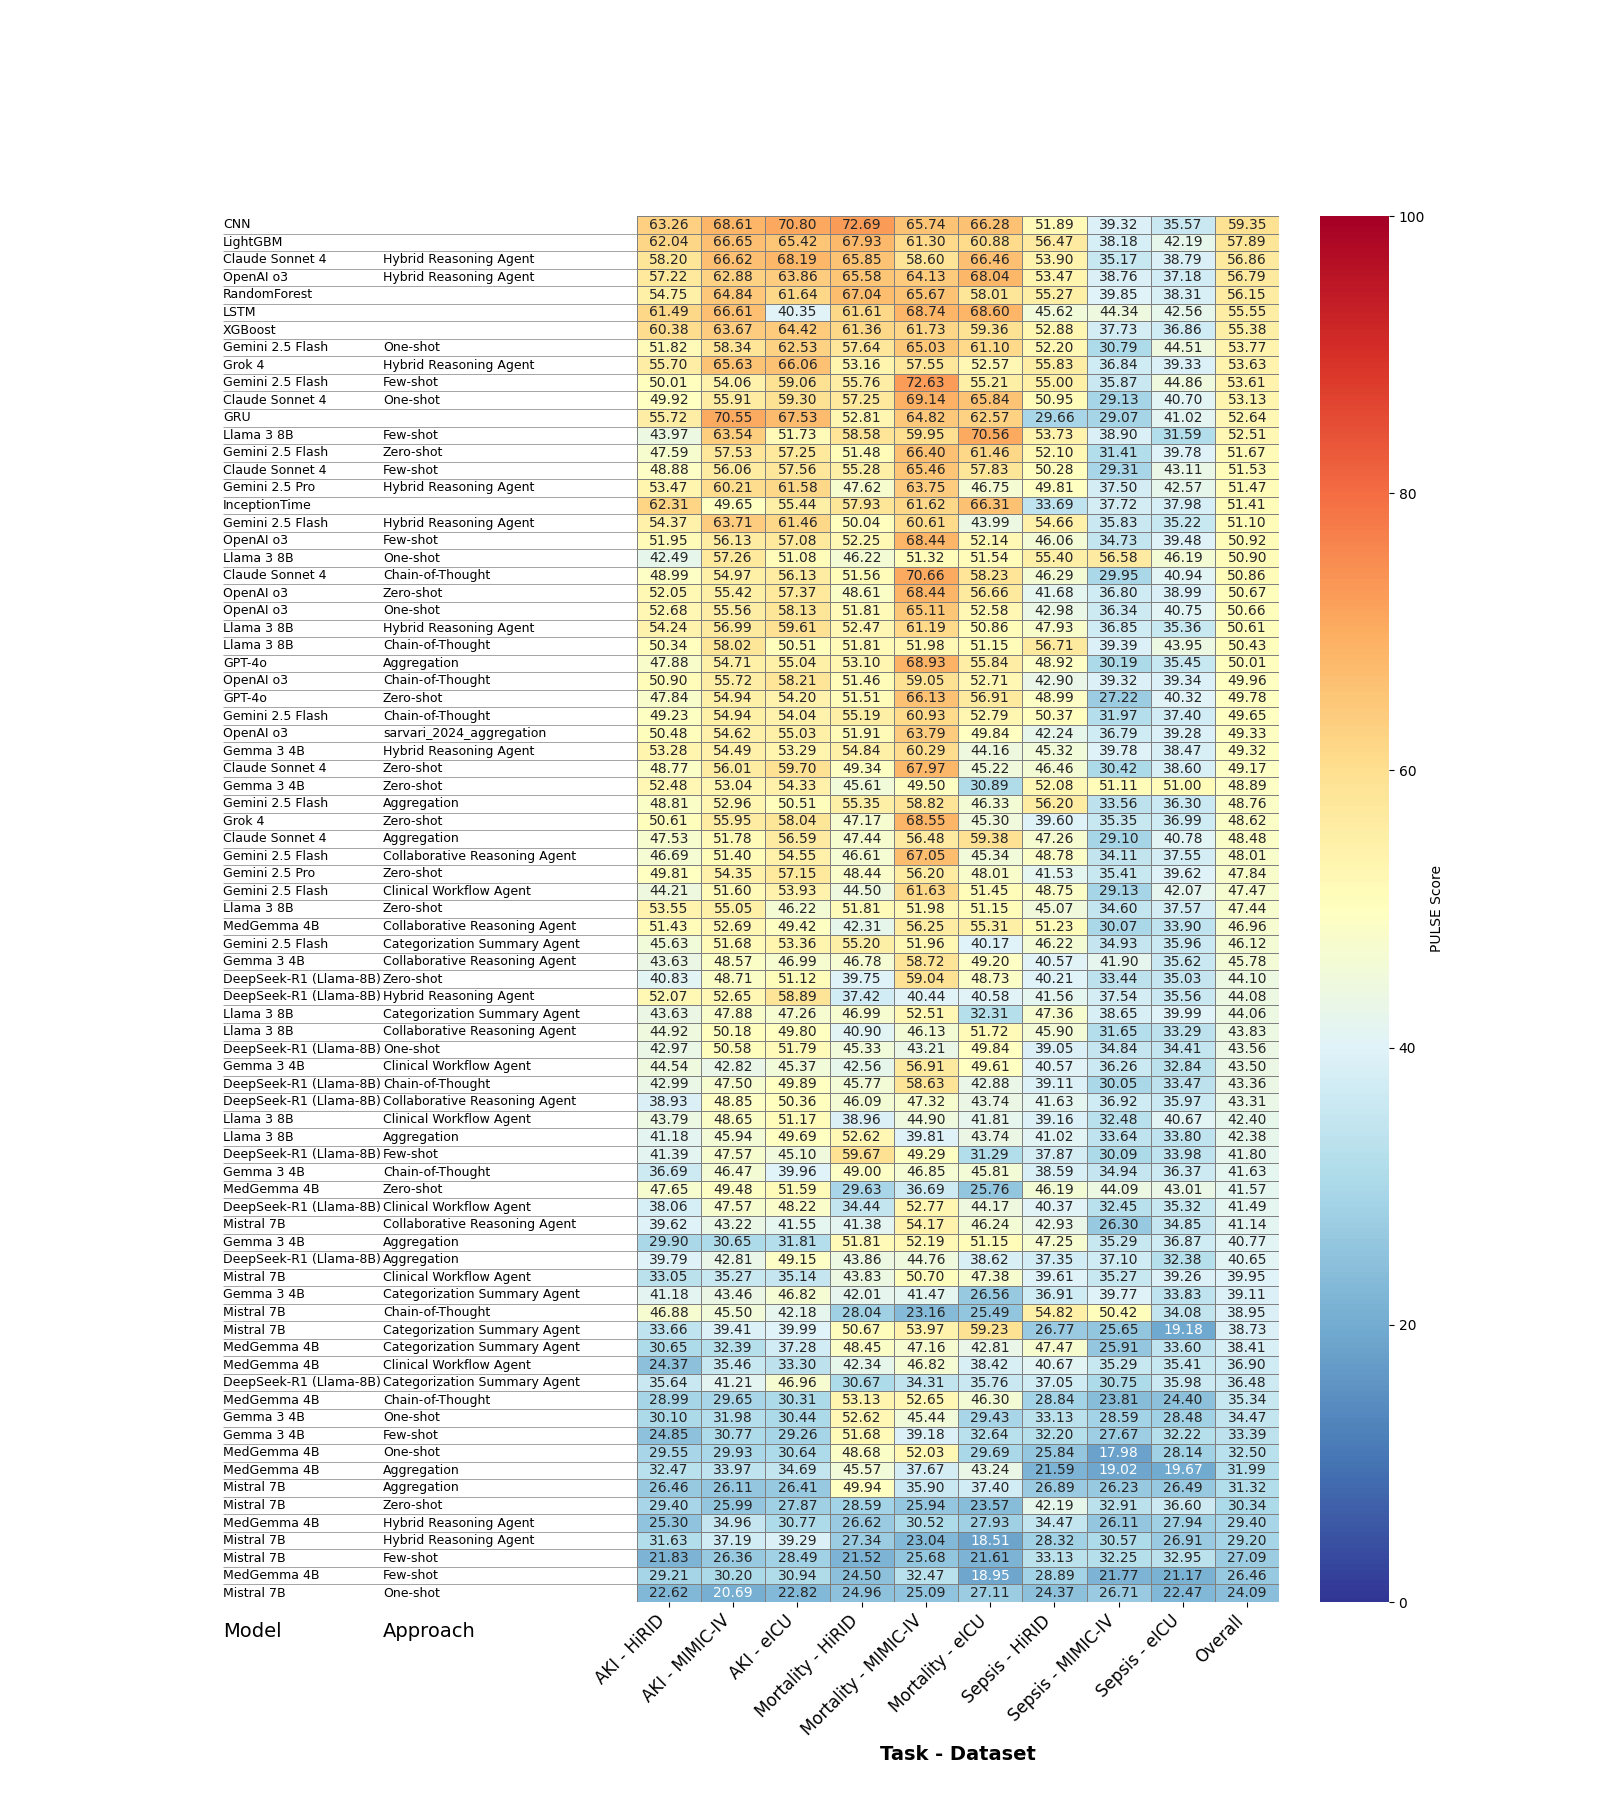 CNN 63.26 68.61 70.80 72.69 65.74 66.28 51.89 39.32 35.57 59.35
LightGBM 62.04 66.65 65.42 67.93 61.30 60.88 56.47 38.18 42.19 57.89
Claude Sonnet 4 Hybrid Reasoning Agent 58.20 66.62 68.19 65.85 58.60 66.46 53.90 35.17 38.79 56.86
OpenAI o3 Hybrid Reasoning Agent 57.22 62.88 63.86 65.58 64.13 68.04 53.47 38.76 37.18 56.79
RandomForest 54.75 64.84 61.64 67.04 65.67 58.01 55.27 39.85 38.31 56.15
LSTM 61.49 66.61 40.35 61.61 68.74 68.60 45.62 44.34 42.56 55.55
XGBoost 60.38 63.67 64.42 61.36 61.73 59.36 52.88 37.73 36.86 55.38
Gemini 2.5 Flash One-shot 51.82 58.34 62.53 57.64 65.03 61.10 52.20 30.79 44.51 53.77
Grok 4 Hybrid Reasoning Agent 55.70 65.63 66.06 53.16 57.55 52.57 55.83 36.84 39.33 53.63
Gemini 2.5 Flash Few-shot 50.01 54.06 59.06 55.76 72.63 55.21 55.00 35.87 44.86 53.61
Claude Sonnet 4 One-shot 49.92 55.91 59.30 57.25 69.14 65.84 50.95 29.13 40.70 53.13
GRU 55.72 70.55 67.53 52.81 64.82 62.57 29.66 29.07 41.02 52.64
Llama 3 8B Few-shot 43.97 63.54 51.73 58.58 59.95 70.56 53.73 38.90 31.59 52.51
Gemini 2.5 Flash Zero-shot 47.59 57.53 57.25 51.48 66.40 61.46 52.10 31.41 39.78 51.67
Claude Sonnet 4 Few-shot 48.88 56.06 57.56 55.28 65.46 57.83 50.28 29.31 43.11 51.53
Gemini 2.5 Pro Hybrid Reasoning Agent 53.47 60.21 61.58 47.62 63.75 46.75 49.81 37.50 42.57 51.47
InceptionTime 62.31 49.65 55.44 57.93 61.62 66.31 33.69 37.72 37.98 51.41
Gemini 2.5 Flash Hybrid Reasoning Agent 54.37 63.71 61.46 50.04 60.61 43.99 54.66 35.83 35.22 51.10
OpenAI o3 Few-shot 51.95 56.13 57.08 52.25 68.44 52.14 46.06 34.73 39.48 50.92
Llama 3 8B One-shot 42.49 57.26 51.08 46.22 51.32 51.54 55.40 56.58 46.19 50.90
Claude Sonnet 4 Chain-of-Thought 48.99 54.97 56.13 51.56 70.66 58.23 46.29 29.95 40.94 50.86
OpenAI o3 Zero-shot 52.05 55.42 57.37 48.61 68.44 56.66 41.68 36.80 38.99 50.67
OpenAI o3 One-shot 52.68 55.56 58.13 51.81 65.11 52.58 42.98 36.34 40.75 50.66
Llama 3 8B Hybrid Reasoning Agent 54.24 56.99 59.61 52.47 61.19 50.86 47.93 36.85 35.36 50.61
Llama 3 8B Chain-of-Thought 50.34 58.02 50.51 51.81 51.98 51.15 56.71 39.39 43.95 50.43
GPT-4o Aggregation 47.88 54.71 55.04 53.10 68.93 55.84 48.92 30.19 35.45 50.01
OpenAI o3 Chain-of-Thought 50.90 55.72 58.21 51.46 59.05 52.71 42.90 39.32 39.34 49.96
GPT-4o Zero-shot 47.84 54.94 54.20 51.51 66.13 56.91 48.99 27.22 40.32 49.78
Gemini 2.5 Flash Chain-of-Thought 49.23 54.94 54.04 55.19 60.93 52.79 50.37 31.97 37.40 49.65
OpenAI o3 sarvari_2024_aggregation 50.48 54.62 55.03 51.91 63.79 49.84 42.24 36.79 39.28 49.33
Gemma 3 4B Hybrid Reasoning Agent 53.28 54.49 53.29 54.84 60.29 44.16 45.32 39.78 38.47 49.32
Claude Sonnet 4 Zero-shot 48.77 56.01 59.70 49.34 67.97 45.22 46.46 30.42 38.60 49.17
Gemma 3 4B Zero-shot 52.48 53.04 54.33 45.61 49.50 30.89 52.08 51.11 51.00 48.89
Gemini 2.5 Flash Aggregation 48.81 52.96 50.51 55.35 58.82 46.33 56.20 33.56 36.30 48.76
Grok 4 Zero-shot 50.61 55.95 58.04 47.17 68.55 45.30 39.60 35.35 36.99 48.62
Claude Sonnet 4 Aggregation 47.53 51.78 56.59 47.44 56.48 59.38 47.26 29.10 40.78 48.48
Gemini 2.5 Flash Collaborative Reasoning Agent 46.69 51.40 54.55 46.61 67.05 45.34 48.78 34.11 37.55 48.01
Gemini 2.5 Pro Zero-shot 49.81 54.35 57.15 48.44 56.20 48.01 41.53 35.41 39.62 47.84
Gemini 2.5 Flash Clinical Workflow Agent 44.21 51.60 53.93 44.50 61.63 51.45 48.75 29.13 42.07 47.47
Llama 3 8B Zero-shot 53.55 55.05 46.22 51.81 51.98 51.15 45.07 34.60 37.57 47.44
MedGemma 4B Collaborative Reasoning Agent 51.43 52.69 49.42 42.31 56.25 55.31 51.23 30.07 33.90 46.96
Gemini 2.5 Flash Categorization Summary Agent 45.63 51.68 53.36 55.20 51.96 40.17 46.22 34.93 35.96 46.12
Gemma 3 4B Collaborative Reasoning Agent 43.63 48.57 46.99 46.78 58.72 49.20 40.57 41.90 35.62 45.78
DeepSeek-R1 (Llama-8B) Zero-shot 40.83 48.71 51.12 39.75 59.04 48.73 40.21 33.44 35.03 44.10
DeepSeek-R1 (Llama-8B) Hybrid Reasoning Agent 52.07 52.65 58.89 37.42 40.44 40.58 41.56 37.54 35.56 44.08
Llama 3 8B Categorization Summary Agent 43.63 47.88 47.26 46.99 52.51 32.31 47.36 38.65 39.99 44.06
Llama 3 8B Collaborative Reasoning Agent 44.92 50.18 49.80 40.90 46.13 51.72 45.90 31.65 33.29 43.83
DeepSeek-R1 (Llama-8B) One-shot 42.97 50.58 51.79 45.33 43.21 49.84 39.05 34.84 34.41 43.56
Gemma 3 4B Clinical Workflow Agent 44.54 42.82 45.37 42.56 56.91 49.61 40.57 36.26 32.84 43.50
DeepSeek-R1 (Llama-8B) Chain-of-Thought 42.99 47.50 49.89 45.77 58.63 42.88 39.11 30.05 33.47 43.36
DeepSeek-R1 (Llama-8B) Collaborative Reasoning Agent 38.93 48.85 50.36 46.09 47.32 43.74 41.63 36.92 35.97 43.31
Llama 3 8B Clinical Workflow Agent 43.79 48.65 51.17 38.96 44.90 41.81 39.16 32.48 40.67 42.40
Llama 3 8B Aggregation 41.18 45.94 49.69 52.62 39.81 43.74 41.02 33.64 33.80 42.38
DeepSeek-R1 (Llama-8B) Few-shot 41.39 47.57 45.10 59.67 49.29 31.29 37.87 30.09 33.98 41.80
Gemma 3 4B Chain-of-Thought 36.69 46.47 39.96 49.00 46.85 45.81 38.59 34.94 36.37 41.63
MedGemma 4B Zero-shot 47.65 49.48 51.59 29.63 36.69 25.76 46.19 44.09 43.01 41.57
DeepSeek-R1 (Llama-8B) Clinical Workflow Agent 38.06 47.57 48.22 34.44 52.77 44.17 40.37 32.45 35.32 41.49
Mistral 7B Collaborative Reasoning Agent 39.62 43.22 41.55 41.38 54.17 46.24 42.93 26.30 34.85 41.14
Gemma 3 4B Aggregation 29.90 30.65 31.81 51.81 52.19 51.15 47.25 35.29 36.87 40.77
DeepSeek-R1 (Llama-8B) Aggregation 39.79 42.81 49.15 43.86 44.76 38.62 37.35 37.10 32.38 40.65
Mistral 7B Clinical Workflow Agent 33.05 35.27 35.14 43.83 50.70 47.38 39.61 35.27 39.26 39.95
Gemma 3 4B Categorization Summary Agent 41.18 43.46 46.82 42.01 41.47 26.56 36.91 39.77 33.83 39.11
Mistral 7B Chain-of-Thought 46.88 45.50 42.18 28.04 23.16 25.49 54.82 50.42 34.08 38.95
Mistral 7B Categorization Summary Agent 33.66 39.41 39.99 50.67 53.97 59.23 26.77 25.65 19.18 38.73
MedGemma 4B Categorization Summary Agent 30.65 32.39 37.28 48.45 47.16 42.81 47.47 25.91 33.60 38.41
MedGemma 4B Clinical Workflow Agent 24.37 35.46 33.30 42.34 46.82 38.42 40.67 35.29 35.41 36.90
DeepSeek-R1 (Llama-8B) Categorization Summary Agent 35.64 41.21 46.96 30.67 34.31 35.76 37.05 30.75 35.98 36.48
MedGemma 4B Chain-of-Thought 28.99 29.65 30.31 53.13 52.65 46.30 28.84 23.81 24.40 35.34
Gemma 3 4B One-shot 30.10 31.98 30.44 52.62 45.44 29.43 33.13 28.59 28.48 34.47
Gemma 3 4B Few-shot 24.85 30.77 29.26 51.68 39.18 32.64 32.20 27.67 32.22 33.39
MedGemma 4B One-shot 29.55 29.93 30.64 48.68 52.03 29.69 25.84 17.98 28.14 32.50
MedGemma 4B Aggregation 32.47 33.97 34.69 45.57 37.67 43.24 21.59 19.02 19.67 31.99
Mistral 7B Aggregation 26.46 26.11 26.41 49.94 35.90 37.40 26.89 26.23 26.49 31.32
Mistral 7B Zero-shot 29.40 25.99 27.87 28.59 25.94 23.57 42.19 32.91 36.60 30.34
MedGemma 4B Hybrid Reasoning Agent 25.30 34.96 30.77 26.62 30.52 27.93 34.47 26.11 27.94 29.40
Mistral 7B Hybrid Reasoning Agent 31.63 37.19 39.29 27.34 23.04 18.51 28.32 30.57 26.91 29.20
Mistral 7B Few-shot 21.83 26.36 28.49 21.52 25.68 21.61 33.13 32.25 32.95 27.09
MedGemma 4B Few-shot 29.21 30.20 30.94 24.50 32.47 18.95 28.89 21.77 21.17 26.46
Mistral 7B One-shot 22.62 20.69 22.82 24.96 25.09 27.11 24.37 26.71 22.47 24.09
Model Approach
AKI - HiRID
AKI - MIMIC-IV
AKI - eICU
Mortality - HiRID
Mortality - MIMIC-IV
Mortality - eICU
Sepsis - HiRID
Sepsis - MIMIC-IV
Sepsis - eICU
Overall
Task - Dataset
100
80
60
40
20
0
PULSE Score